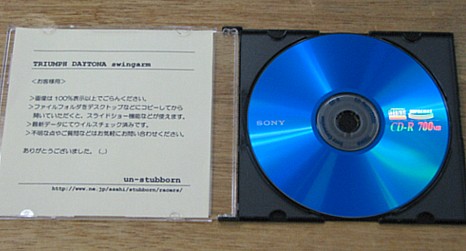 TRIUMPH DAYTONA swingarm
<お客様用>
>画像は100%表示以上でごらんください。
>ファイルフォルダをデスクトップなどにコピーしてから
開いていただくと、スライドショー機能などが使えます。
>最新データにてウイルスチェック済みです。
>不明な点やご質問などはお気軽にお問い合わせください。
ありがとうございました。
un-stubborn
http://www.ne.jp/asahi/stubborn/racers/
SONY
CD-R 700MB